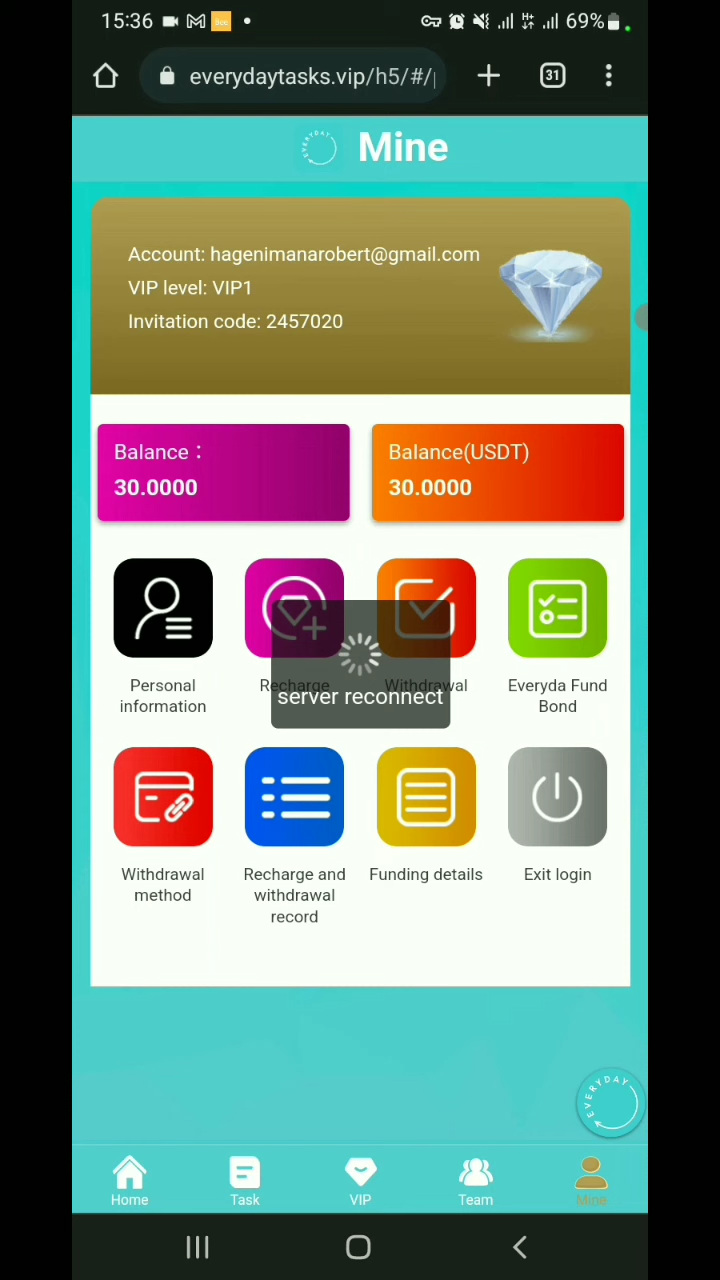 15:36
69%
everydaytasks.vip/h5/#/
31
EVERYDAY
Mine
Account: hagenimanarobert@gmail.com
VIP level: VIP1
Invitation code: 2457020
Balance：
30.0000
Balance(USDT)
30.0000
Personal
information
Recharge
Withdrawal
Everyda Fund
Bond
server reconnect
Withdrawal
method
Recharge and
withdrawal
record
Funding details
Exit login
EVERYDAY
Home
Task
VIP
Team
Mine